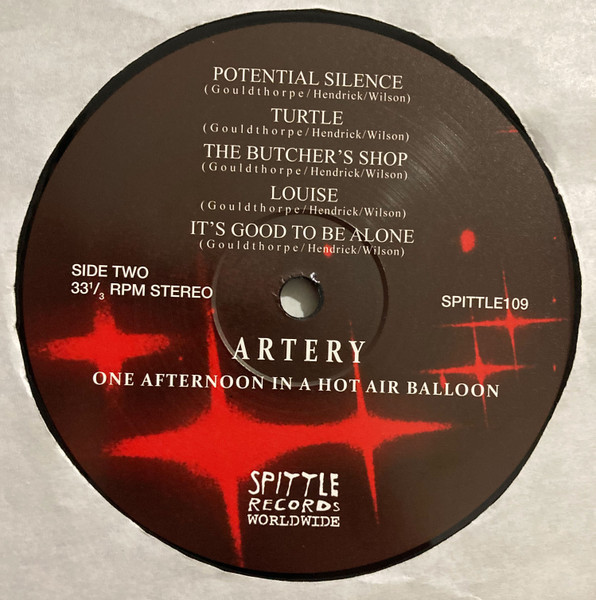 POTENTIAL SILENCE
(Gouldthorpe/Hendrick/Wilson)
TURTLE
(Gouldthorpe/Hendrick/Wilson)
THE BUTCHER'S SHOP
(Gouldthorpe/Hendrick/Wilson)
LOUISE
(Gouldthorpe/Hendrick/Wilson)
IT'S GOOD TO BE ALONE
(Gouldthorpe/Hendrick/Wilson)
SIDE TWO
33 1/3 RPM STEREO
SPITTLE109
ARTERY
ONE AFTERNOON IN A HOT AIR BALLOON
SPITTLE
RECORDS
WORLDWIDE